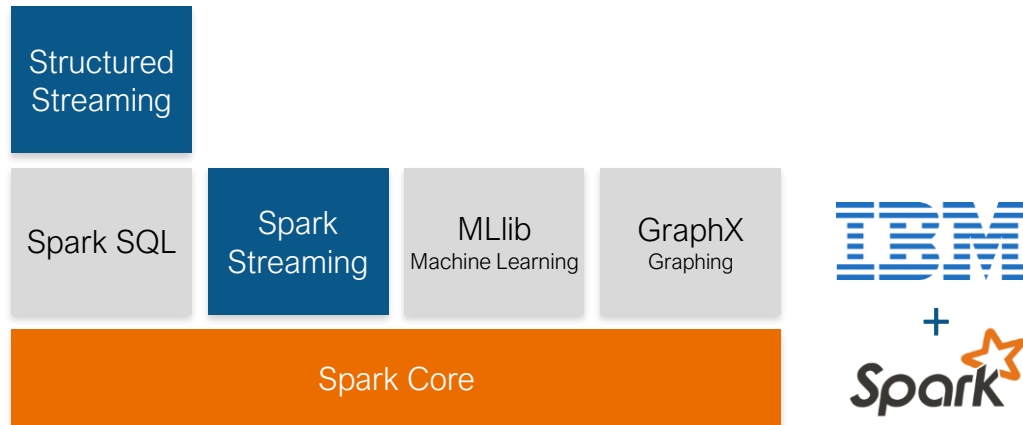 Structured
Streaming
Spark SQL
Spark
Streaming
MLlib
Machine Learning
GraphX
Graphing
IBM
+
Spark
Spark Core